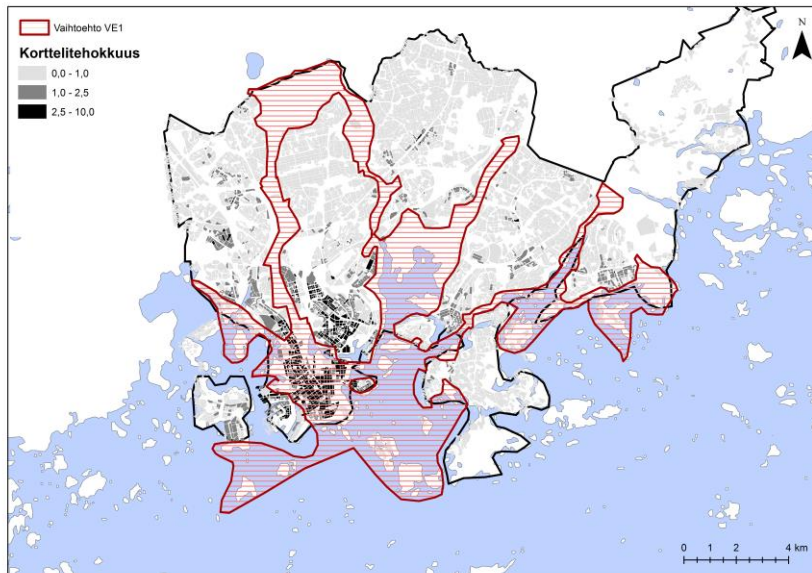 Vaihtoehto VE1
Korttelitehokkuus
0,0 - 1,0
1,0 - 2,5
2,5 - 10,0
N
0 1 2 4 km